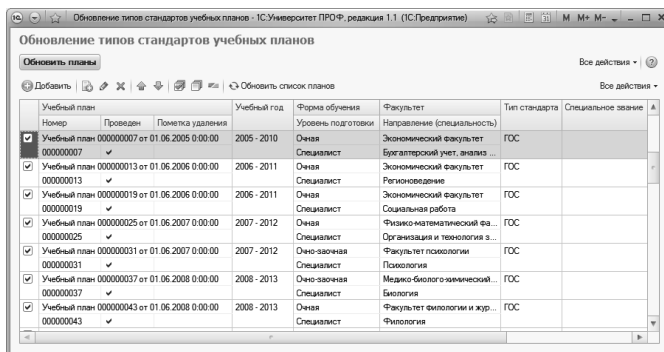 Обновление типов стандартов учебных планов - 1С:Университет ПРОФ, редакция 1.1 (1С:Предприятие) M M+ M-
Обновление типов стандартов учебных планов
Обновить планы Все действия
Добавить Обновить список планов Все действия
Учебный план Учебный год Форма обучения Факультет Тип стандарта Специальное звание
Номер Проведен Пометка удаления Уровень подготовки Направление (специальность)
Учебный план 000000007 от 01.06.2005 0:00:00 2005 - 2010 Очная Экономический факультет ГОС
000000007 Специалист Бухгалтерский учет, анализ ...
Учебный план 000000013 от 01.06.2006 0:00:00 2006 - 2011 Очная Экономический факультет ГОС
000000013 Специалист Регионоведение
Учебный план 000000019 от 01.06.2006 0:00:00 2006 - 2011 Очная Экономический факультет ГОС
000000019 Специалист Социальная работа
Учебный план 000000025 от 01.06.2007 0:00:00 2007 - 2012 Очная Физико-математический фа... ГОС
000000025 Специалист Организация и технология з...
Учебный план 000000031 от 01.06.2007 0:00:00 2007 - 2012 Очно-заочная Факультет психологии ГОС
000000031 Специалист Психология
Учебный план 000000037 от 01.06.2008 0:00:00 2008 - 2013 Очно-заочная Медико-биолого-химический... ГОС
000000037 Специалист Биология
Учебный план 000000043 от 01.06.2008 0:00:00 2008 - 2013 Очная Факультет филологии и жур... ГОС
000000043 Специалист Филология